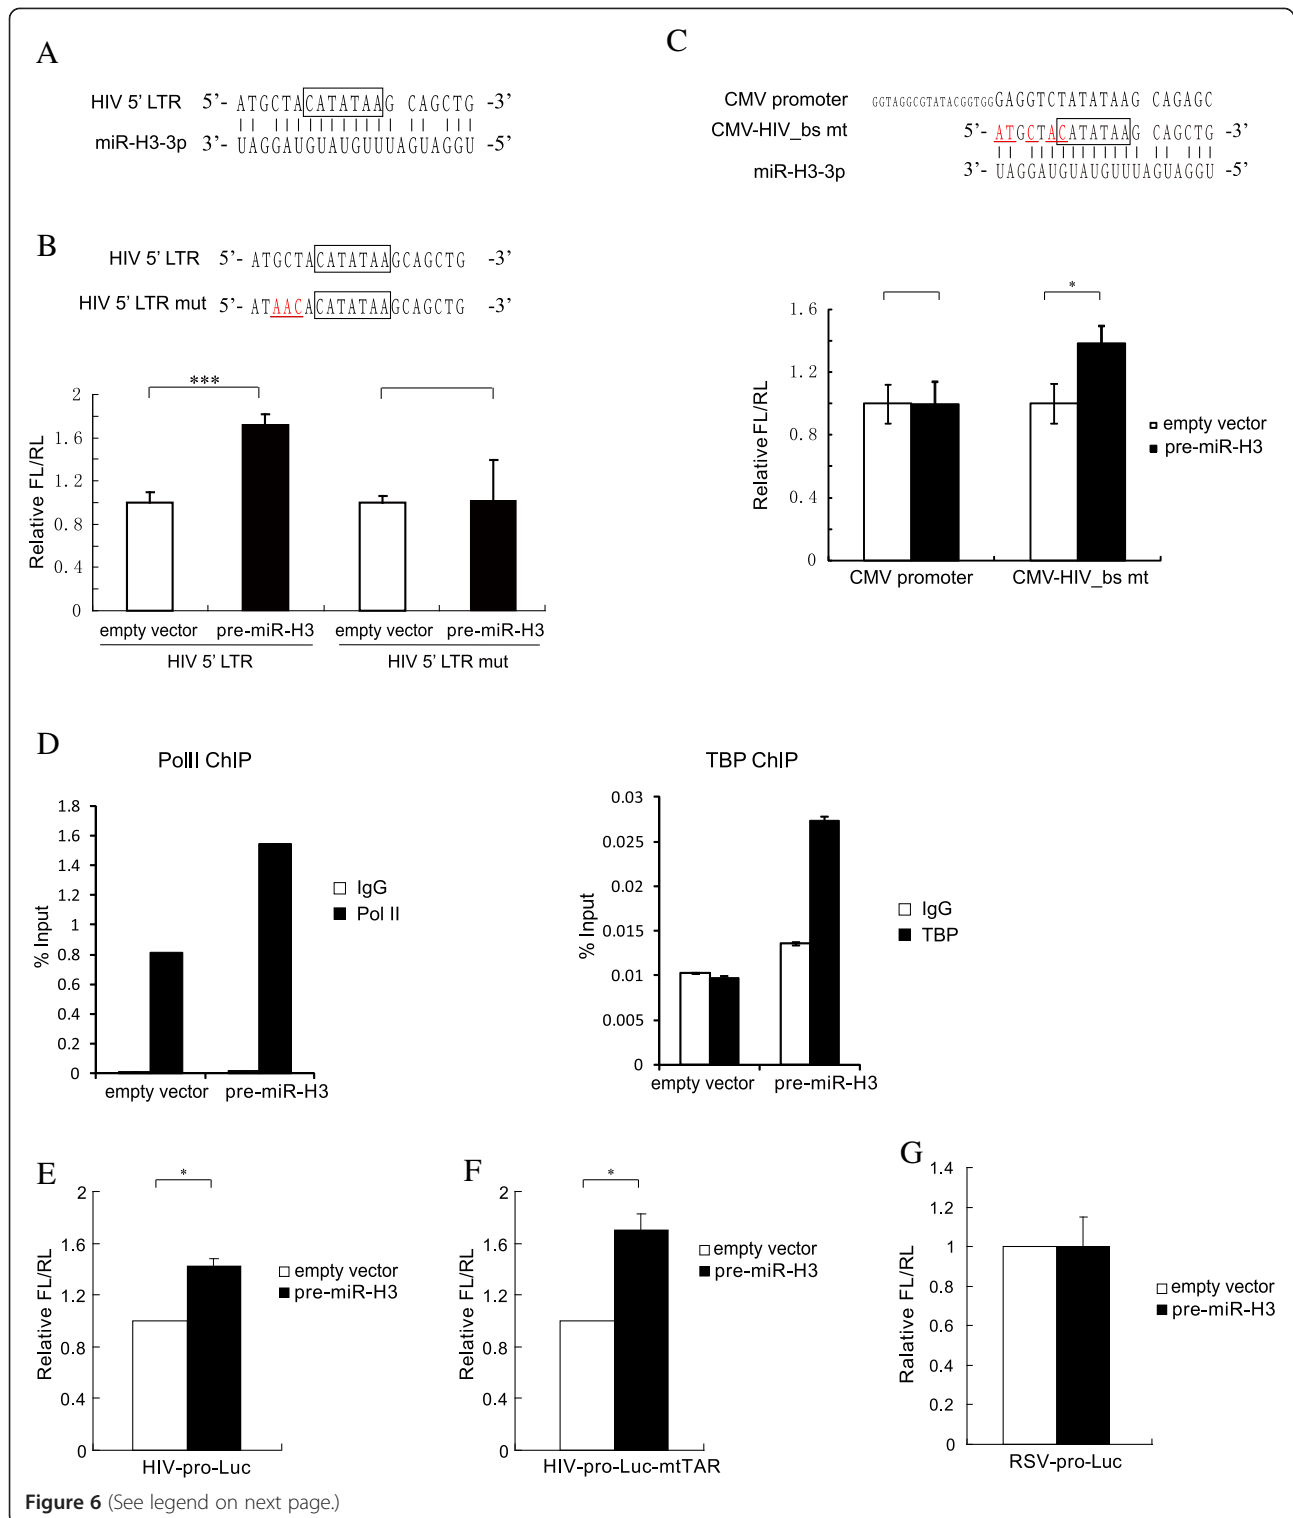 A
HIV 5' LTR 5'- ATGCTACATATAAG CAGCTG -3'
miR-H3-3p 3'- UAGGAUGUAUGUUUAGUAGGU -5'
B
HIV 5' LTR 5'- ATGCTACATATAAGCAGCTG -3'
HIV 5' LTR mut 5'- ATAACACATATAAGCAGCTG -3'
Relative FL/RL
2
1.6
1.2
0.8
0.4
0
***
empty vector pre-miR-H3 empty vector pre-miR-H3
HIV 5' LTR HIV 5' LTR mut
C
CMV promoter GGTAGGCGTATACGGTGGGAGGTCTATATAAG CAGAGC
CMV-HIV_bs mt 5'- ATGCTACATATAAG CAGCTG -3'
miR-H3-3p 3'- UAGGAUGUAUGUUUAGUAGGU -5'
Relative FL/RL
1.6
1.2
0.8
0.4
0
*
empty vector
pre-miR-H3
CMV promoter CMV-HIV_bs mt
D
PolII ChIP
% Input
1.8
1.6
1.4
1.2
1
0.8
0.6
0.4
0.2
0
IgG
Pol II
empty vector pre-miR-H3
TBP ChIP
% Input
0.03
0.025
0.02
0.015
0.01
0.005
0
IgG
TBP
empty vector pre-miR-H3
E
Relative FL/RL
2
1.6
1.2
0.8
0.4
0
*
empty vector
pre-miR-H3
HIV-pro-Luc
F
Relative FL/RL
2
1.6
1.2
0.8
0.4
0
*
empty vector
pre-miR-H3
HIV-pro-Luc-mtTAR
G
Ralative FL/RL
1.4
1.2
1
0.8
0.6
0.4
0.2
0
empty vector
pre-miR-H3
RSV-pro-Luc
Figure 6 (See legend on next page.)